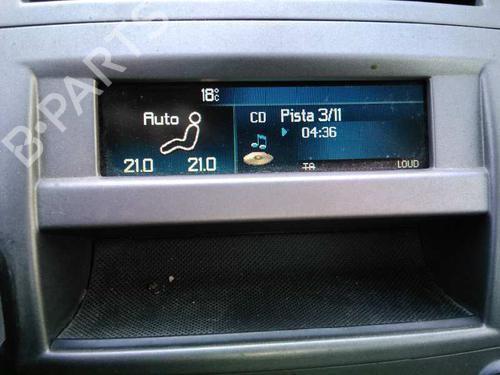 18°C
Auto
21.0 21.0
CD Pista 3/11
04:36
TA LOUD
B-PARTS